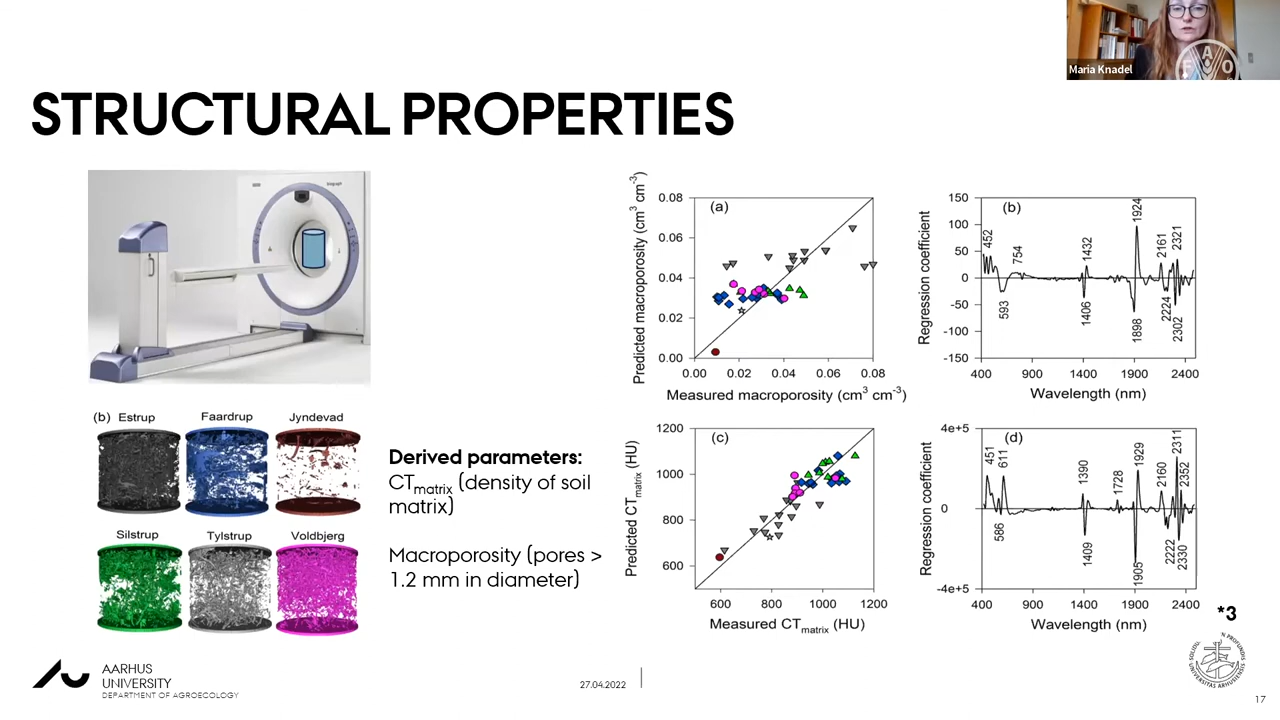 Maria Knadel
FAO
STRUCTURAL PROPERTIES
(b) Estrup Faardrup Jyndevad
Silstrup Tylstrup Voldbjerg
Derived parameters:
CTmatrix (density of soil
matrix)
Macroporosity (pores >
1.2 mm in diameter)
(a)
Predicted macroporosity (cm³ cm⁻³)
0.08
0.06
0.04
0.02
0.00
0.00 0.02 0.04 0.06 0.08
Measured macroporosity (cm³ cm⁻³)
(b)
Regression coefficient
150
100
50
0
-50
-100
-150
452 593 754 1406 1432 1898 1924 2161 2224 2302 2321
400 900 1400 1900 2400
Wavelength (nm)
(c)
Predicted CTmatrix (HU)
1200
1000
800
600
600 800 1000 1200
Measured CTmatrix (HU)
(d)
Regression coefficient
4e+5
0
-4e+5
451 586 611 1390 1409 1728 1905 1929 2160 2222 2311 2330 2352
400 900 1400 1900 2400
Wavelength (nm)
*3
AARHUS
UNIVERSITY
DEPARTMENT OF AGROECOLOGY
27.04.2022
17